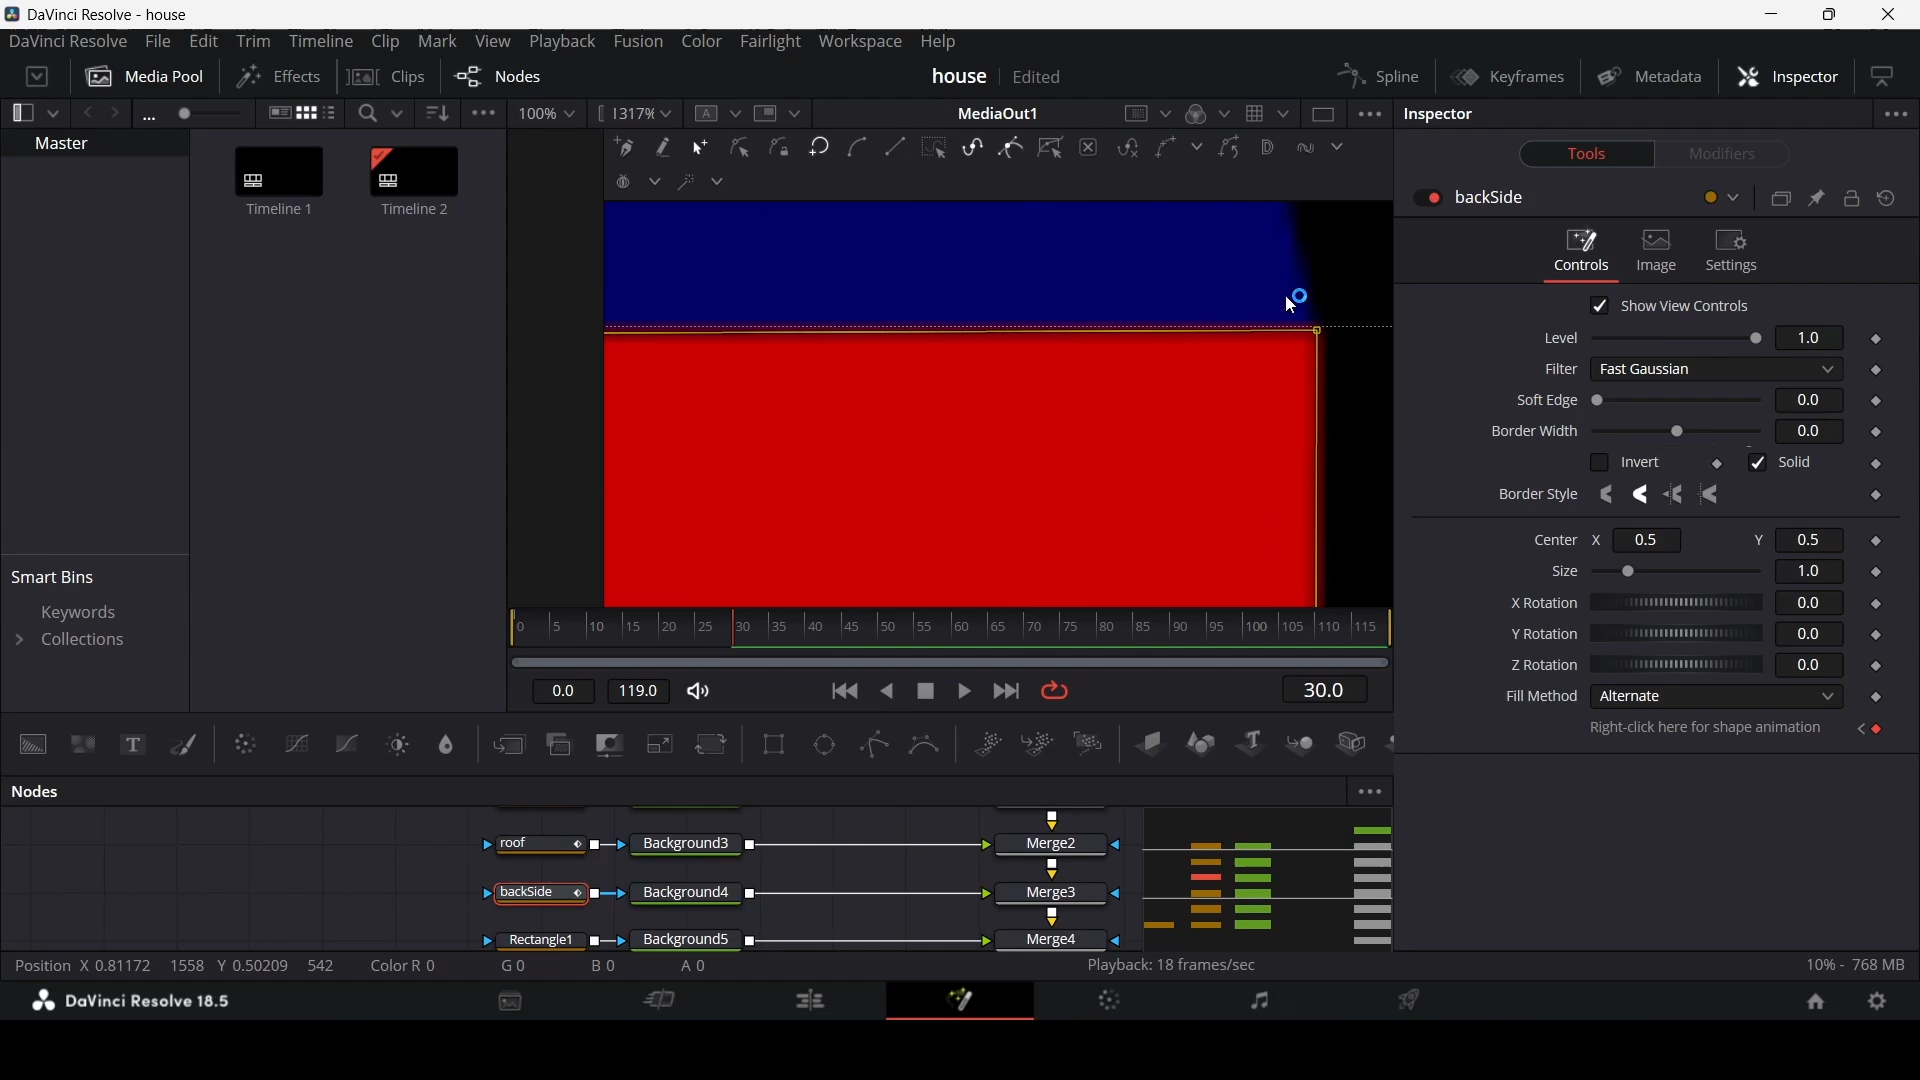 DaVinci Resolve - house
DaVinci Resolve File Edit Trim Timeline Clip Mark View Playback Fusion Color Fairlight Workspace Help
Media Pool Effects Clips Nodes house Edited Spline Keyframes Metadata Inspector
... 100% 1317% A MediaOut1 ... Inspector ...
Master
Timeline 1 Timeline 2
Tools Modifiers
backSide
Controls Image Settings
Show View Controls
Level 1.0
Filter Fast Gaussian
Soft Edge 0.0
Border Width 0.0
Invert Solid
Border Style
Center X 0.5 Y 0.5
Size 1.0
X Rotation 0.0
Y Rotation 0.0
Z Rotation 0.0
Fill Method Alternate
Right-click here for shape animation
Smart Bins
Keywords
Collections
0 5 10 15 20 25 30 35 40 45 50 55 60 65 70 75 80 85 90 95 100 105 110 115
0.0 119.0 30.0
Nodes
roof Background3 Merge2
backSide Background4 Merge3
Rectangle1 Background5 Merge4
Position X 0.81172 1558 Y 0.50209 542 Color R 0 G 0 B 0 A 0 Playback: 18 frames/sec 10% - 768 MB
DaVinci Resolve 18.5